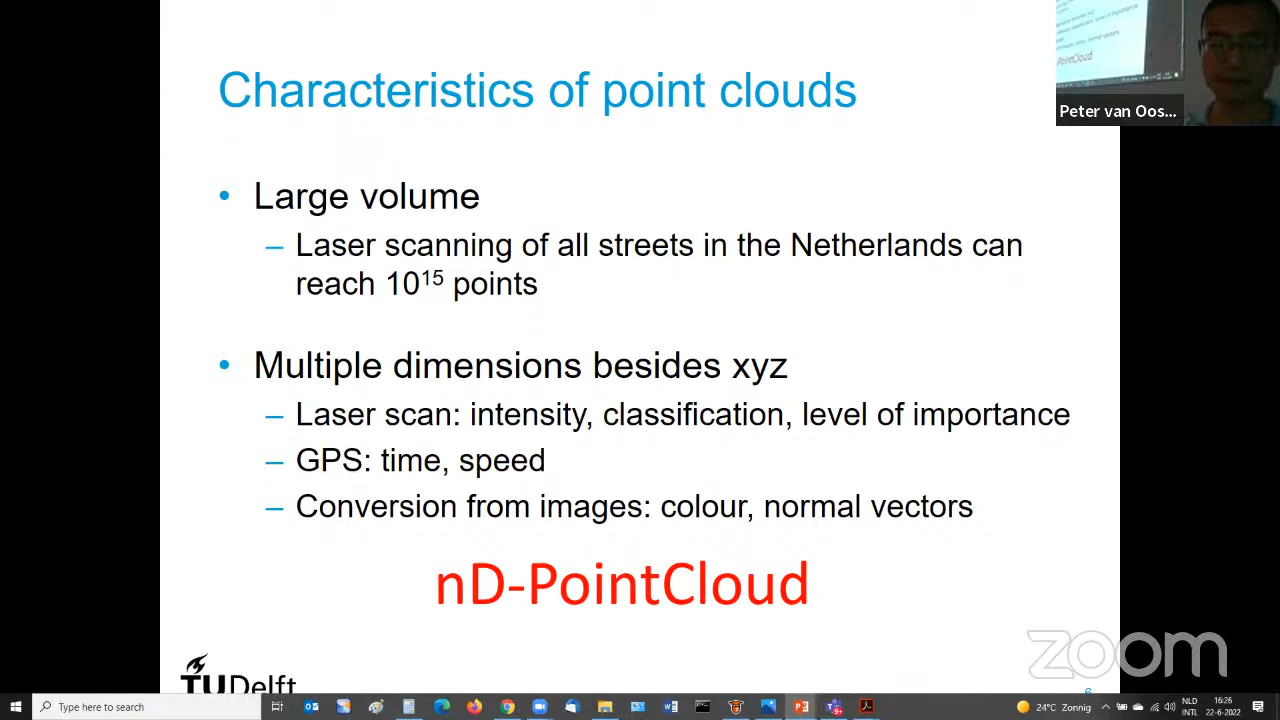 Characteristics of point clouds
Peter van Oos...
• Large volume
– Laser scanning of all streets in the Netherlands can
reach 10¹⁵ points
• Multiple dimensions besides xyz
– Laser scan: intensity, classification, level of importance
– GPS: time, speed
– Conversion from images: colour, normal vectors
nD-PointCloud
zoom
TUDelft
Type here to search
24°C Zonnig
NLD
INTL
16:26
22-6-2022